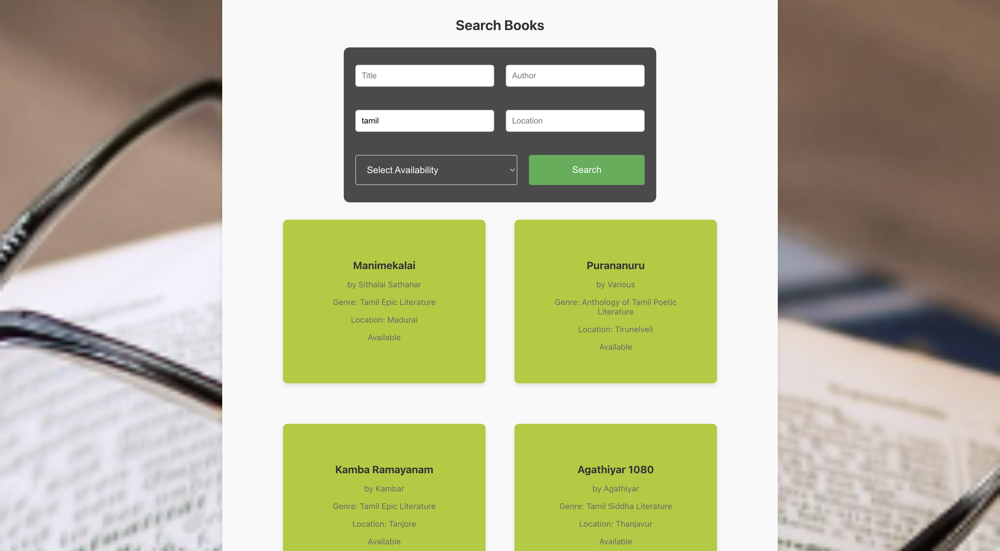 Search Books
Title
Author
tamil
Location
Select Availability
Search
Manimekalai
by Sithalai Sathanar
Genre: Tamil Epic Literature
Location: Madurai
Available
Purananuru
by Various
Genre: Anthology of Tamil Poetic
Literature
Location: Tirunelveli
Available
Kamba Ramayanam
by Kambar
Genre: Tamil Epic Literature
Location: Tanjore
Available
Agathiyar 1080
by Agathiyar
Genre: Tamil Siddha Literature
Location: Thanjavur
Available